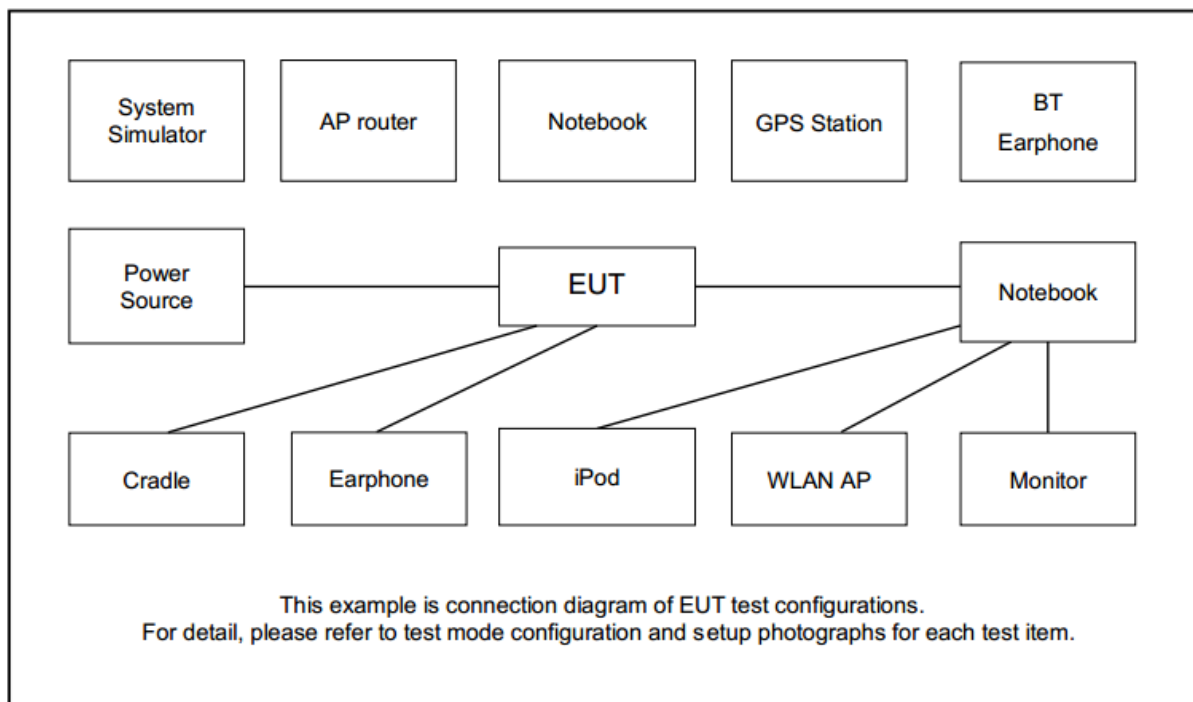 System
Simulator
AP router
Notebook
GPS Station
BT
Earphone
Power
Source
EUT
Notebook
Cradle
Earphone
iPod
WLAN AP
Monitor
This example is connection diagram of EUT test configurations.
For detail, please refer to test mode configuration and setup photographs for each test item.